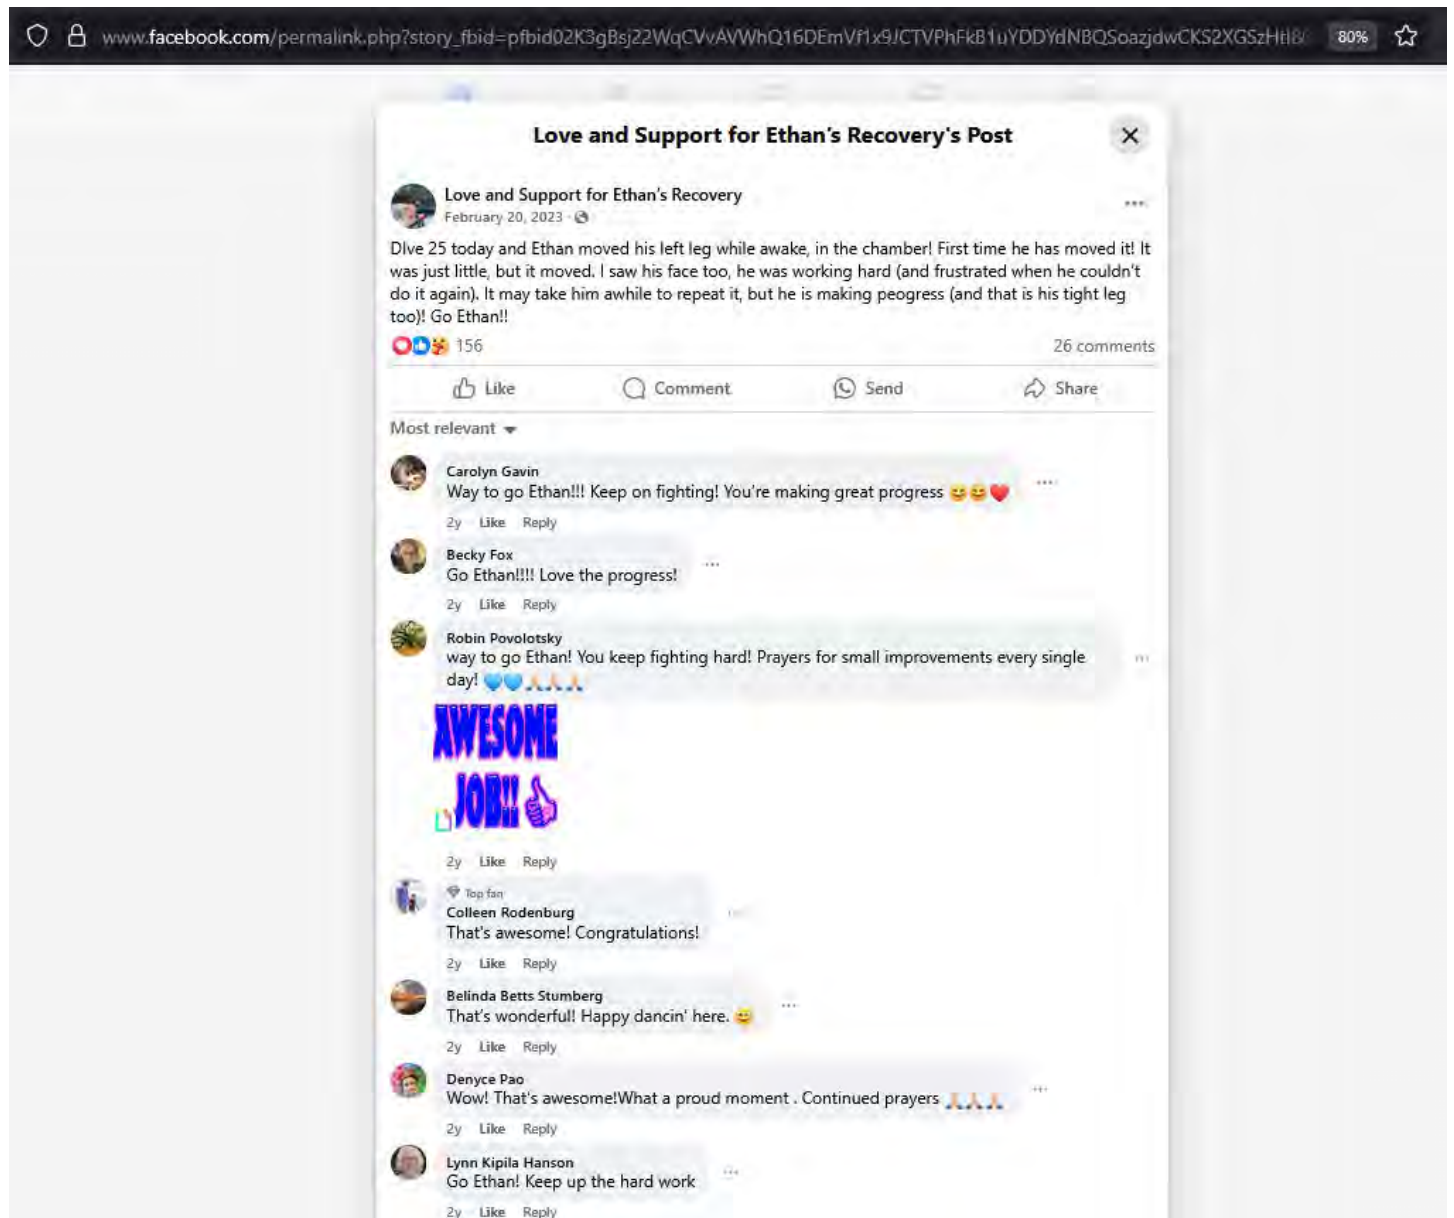 www.facebook.com/permalink.php?story_fbid=pfbid02K3gBsj22WqCVvAVWhQ16DEmVf1x9JCTVPhFkB1uYDDYdNBQSoazjdwCKS2XGSzHtl8 80%
Love and Support for Ethan's Recovery's Post
Love and Support for Ethan's Recovery
February 20, 2023 ·
DIve 25 today and Ethan moved his left leg while awake, in the chamber! First time he has moved it! It
was just little, but it moved. I saw his face too, he was working hard (and frustrated when he couldn't
do it again). It may take him awhile to repeat it, but he is making peogress (and that is his tight leg
too)! Go Ethan!!
156 26 comments
Like Comment Send Share
Most relevant
Carolyn Gavin
Way to go Ethan!!! Keep on fighting! You're making great progress 😄😄❤️
2y Like Reply
Becky Fox
Go Ethan!!!! Love the progress!
2y Like Reply
Robin Povolotsky
way to go Ethan! You keep fighting hard! Prayers for small improvements every single
day! 💙💙🙏🏻🙏🏻🙏🏻
AWESOME
JOB!!
2y Like Reply
Top fan
Colleen Rodenburg
That's awesome! Congratulations!
2y Like Reply
Belinda Betts Stumberg
That's wonderful! Happy dancin' here. 😄
2y Like Reply
Denyce Pao
Wow! That's awesome!What a proud moment . Continued prayers 🙏🏻🙏🏻🙏🏻
2y Like Reply
Lynn Kipila Hanson
Go Ethan! Keep up the hard work
2y Like Reply